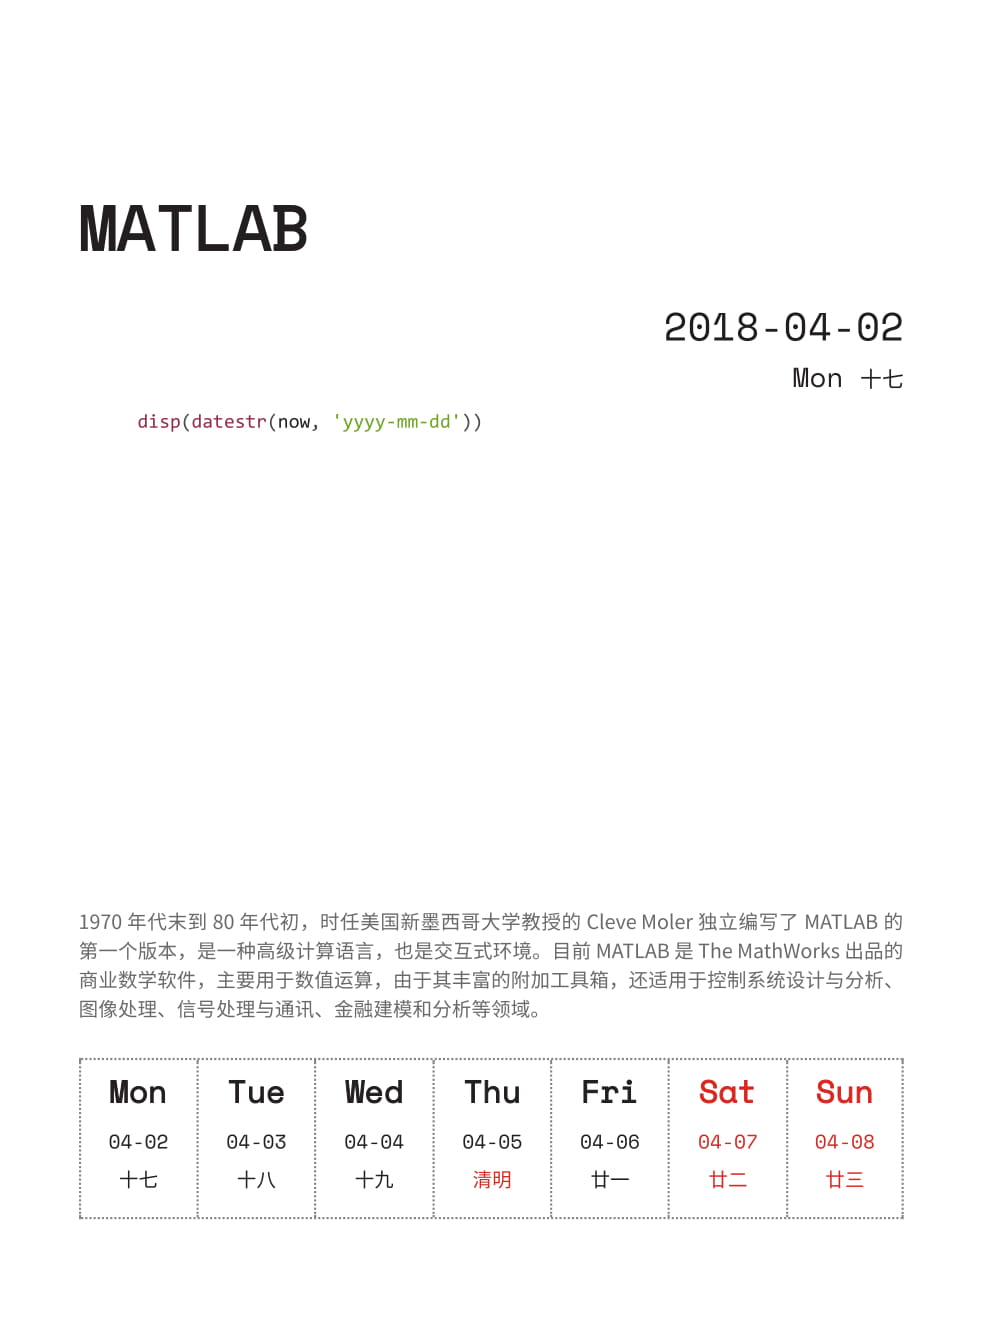 MATLAB
2018-04-02
Mon 十七
disp(datestr(now, 'yyyy-mm-dd'))
1970 年代末到 80 年代初，时任美国新墨西哥大学教授的 Cleve Moler 独立编写了 MATLAB 的
第一个版本，是一种高级计算语言，也是交互式环境。目前 MATLAB 是 The MathWorks 出品的
商业数学软件，主要用于数值运算，由于其丰富的附加工具箱，还适用于控制系统设计与分析、
图像处理、信号处理与通讯、金融建模和分析等领域。
Mon Tue Wed Thu Fri Sat Sun
04-02 04-03 04-04 04-05 04-06 04-07 04-08
十七 十八 十九 清明 廿一 廿二 廿三